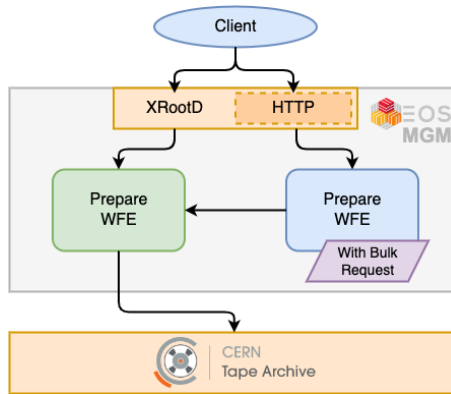 Client
XRootD
HTTP
EOS
MGM
Prepare
WFE
Prepare
WFE
With Bulk
Request
CERN
Tape Archive